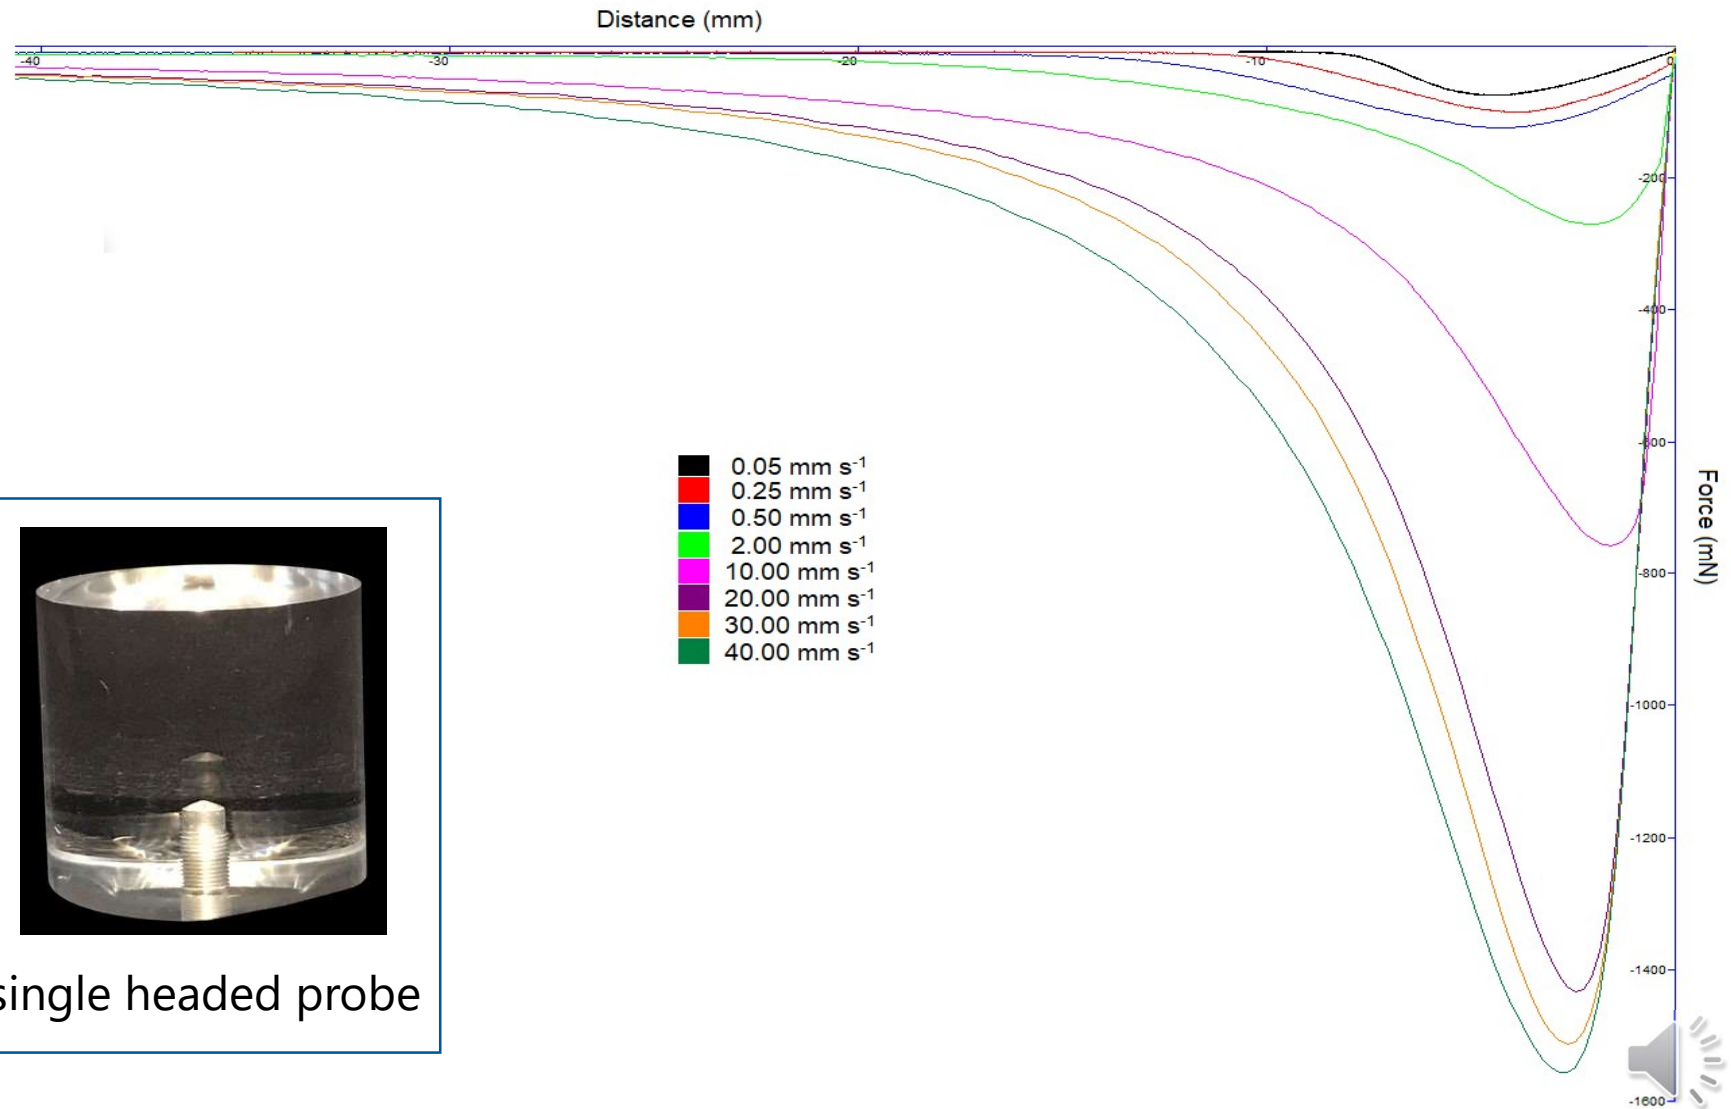 Distance (mm)
-40 -30 -20 -10 0
-200
-400
-600
-800
-1000
-1200
-1400
-1600
Force (mN)
0.05 mm s⁻¹
0.25 mm s⁻¹
0.50 mm s⁻¹
2.00 mm s⁻¹
10.00 mm s⁻¹
20.00 mm s⁻¹
30.00 mm s⁻¹
40.00 mm s⁻¹
single headed probe